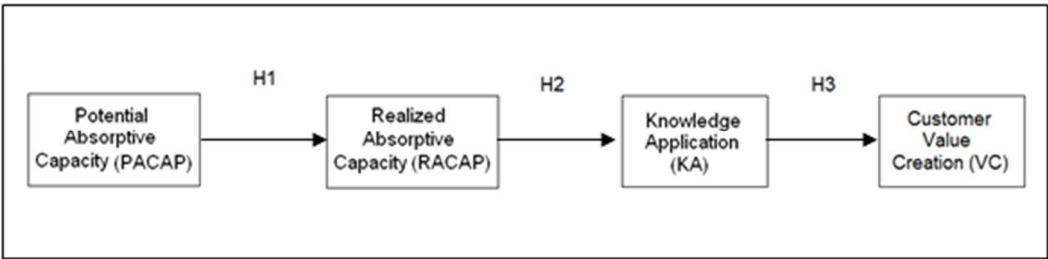 H1
H2
H3
Potential
Absorptive
Capacity (PACAP)
Realized
Absorptive
Capacity (RACAP)
Knowledge
Application
(KA)
Customer
Value
Creation (VC)